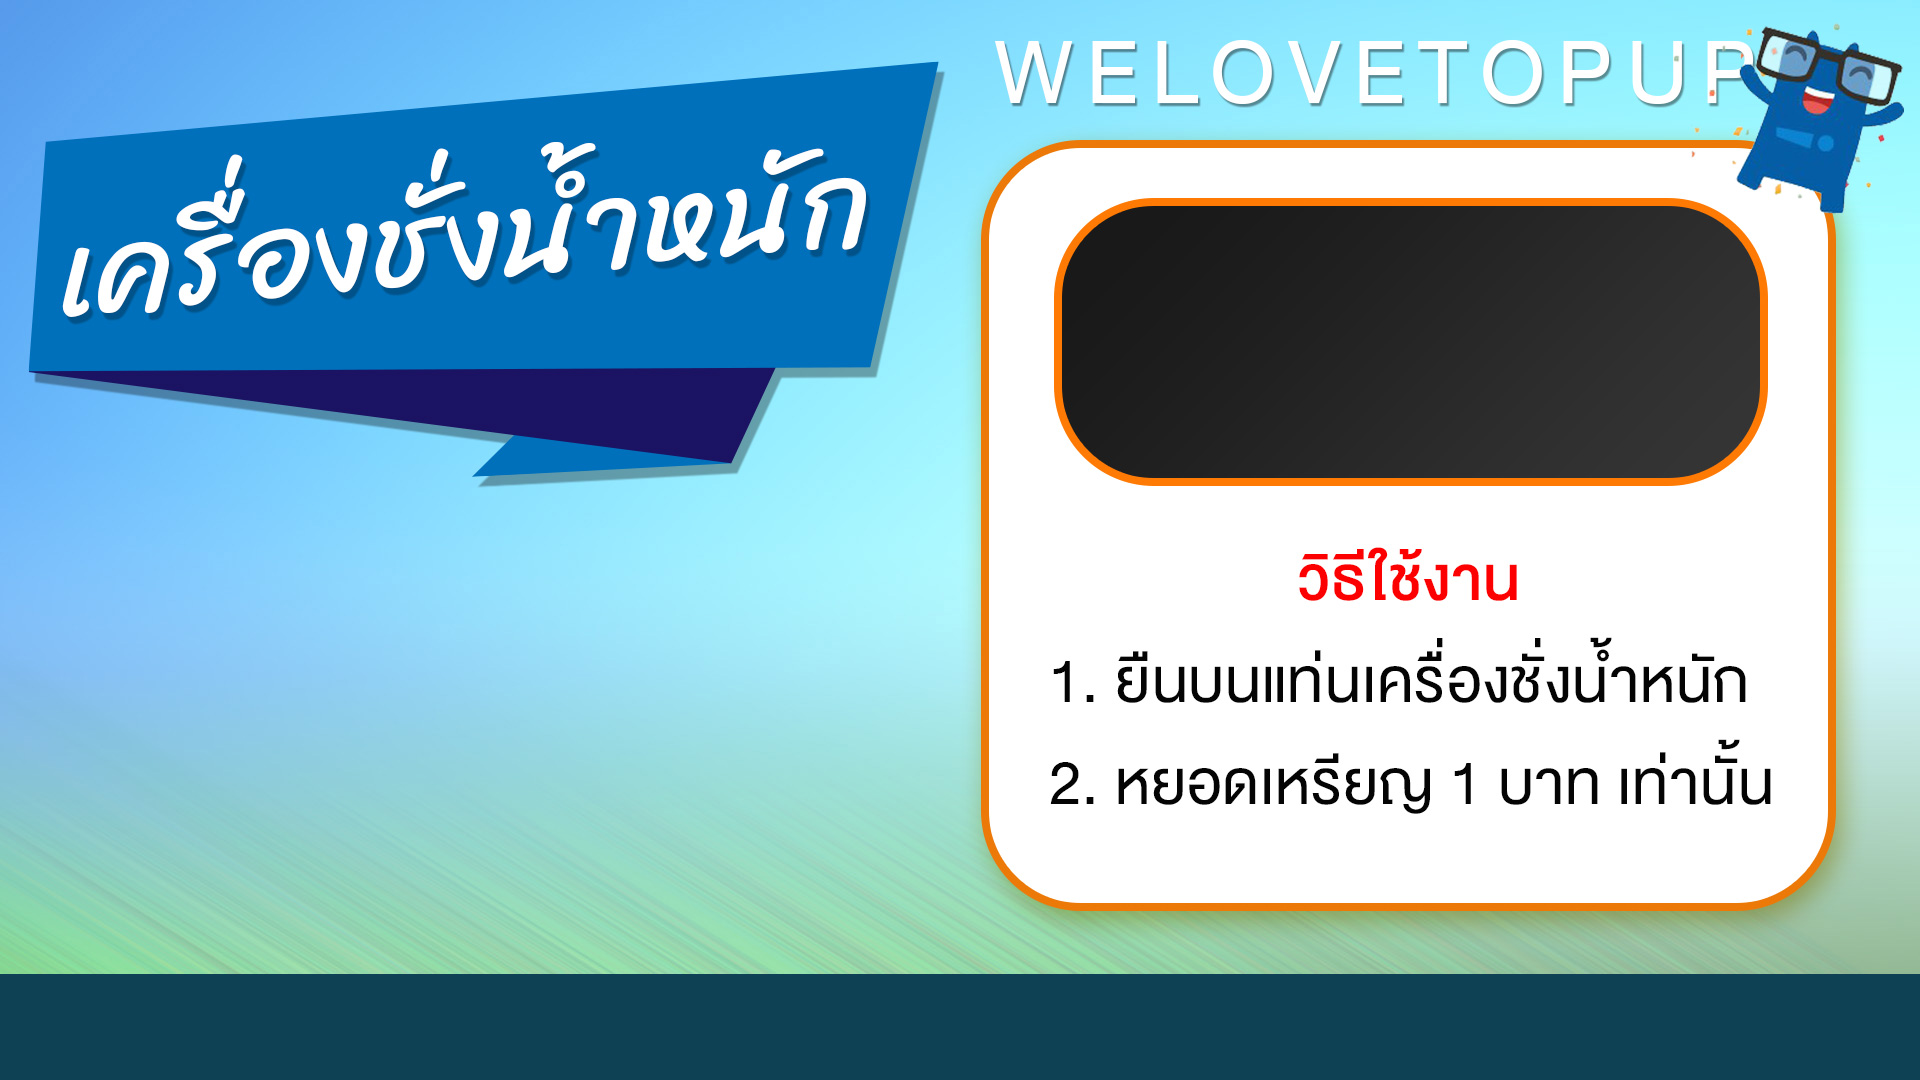 เครื่องชั่งน้ำหนัก
WELOVETOPUP
วิธีใช้งาน
1. ยืนบนแท่นเครื่องชั่งน้ำหนัก
2. หยอดเหรียญ 1 บาท เท่านั้น